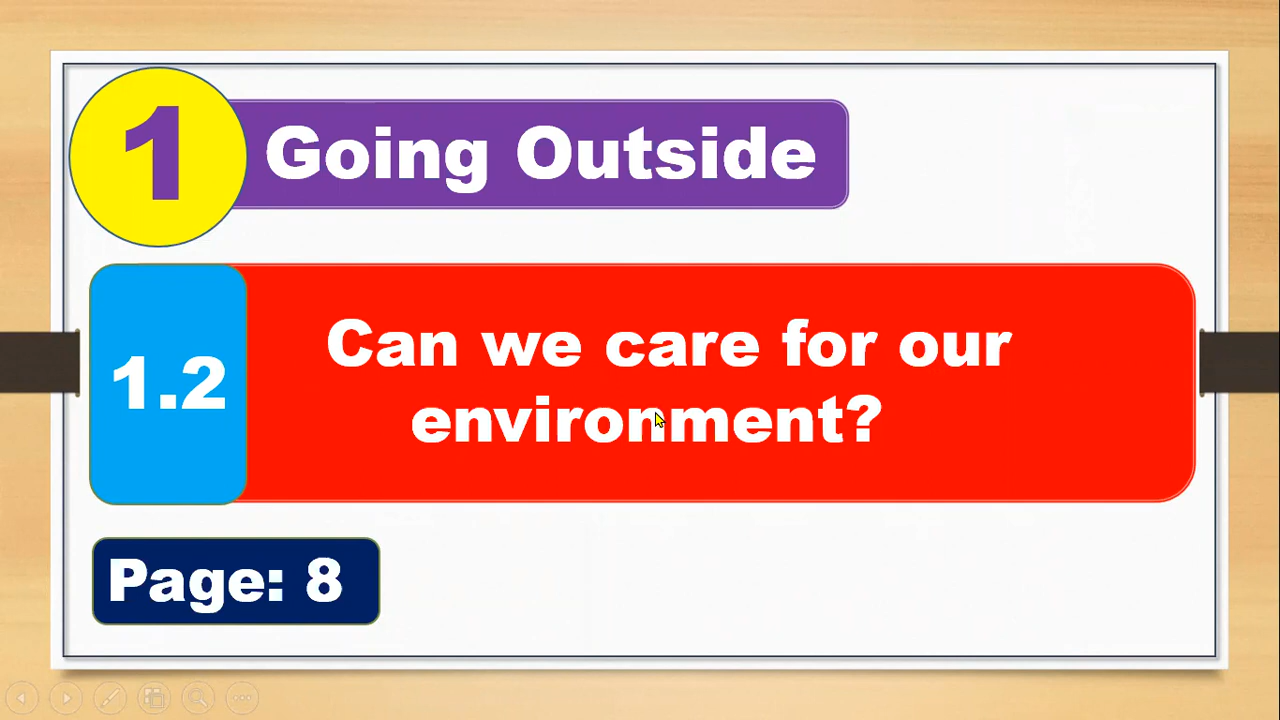 1
Going Outside
1.2
Can we care for our
environment?
Page: 8